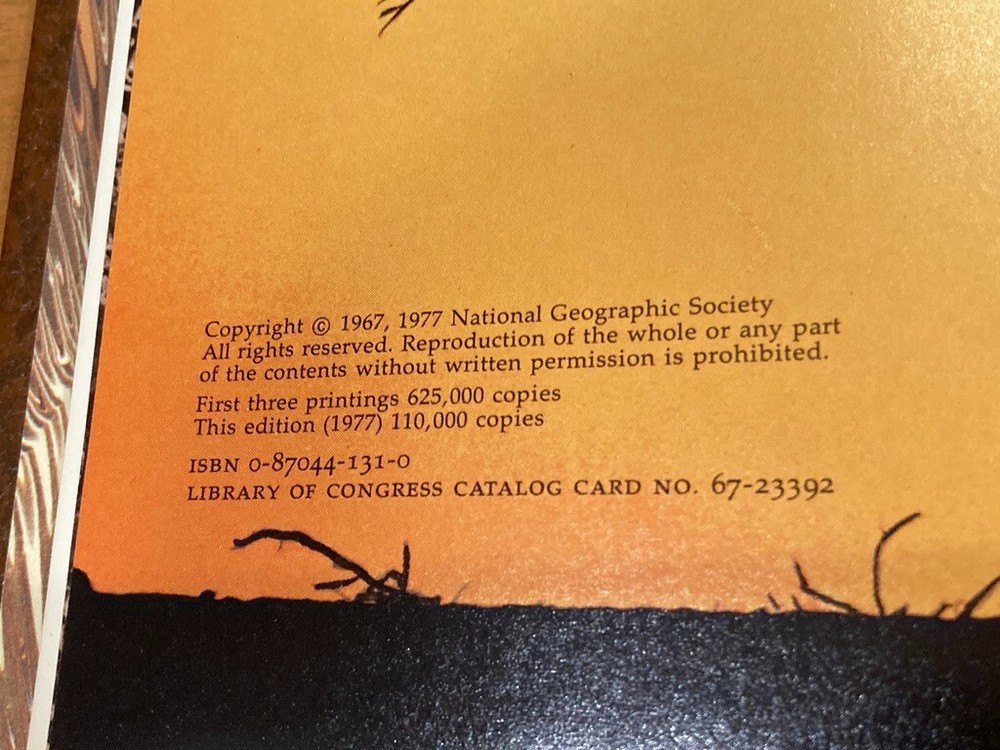 Copyright © 1967, 1977 National Geographic Society
All rights reserved. Reproduction of the whole or any part
of the contents without written permission is prohibited.
First three printings 625,000 copies
This edition (1977) 110,000 copies
ISBN 0-87044-131-0
LIBRARY OF CONGRESS CATALOG CARD NO. 67-23392